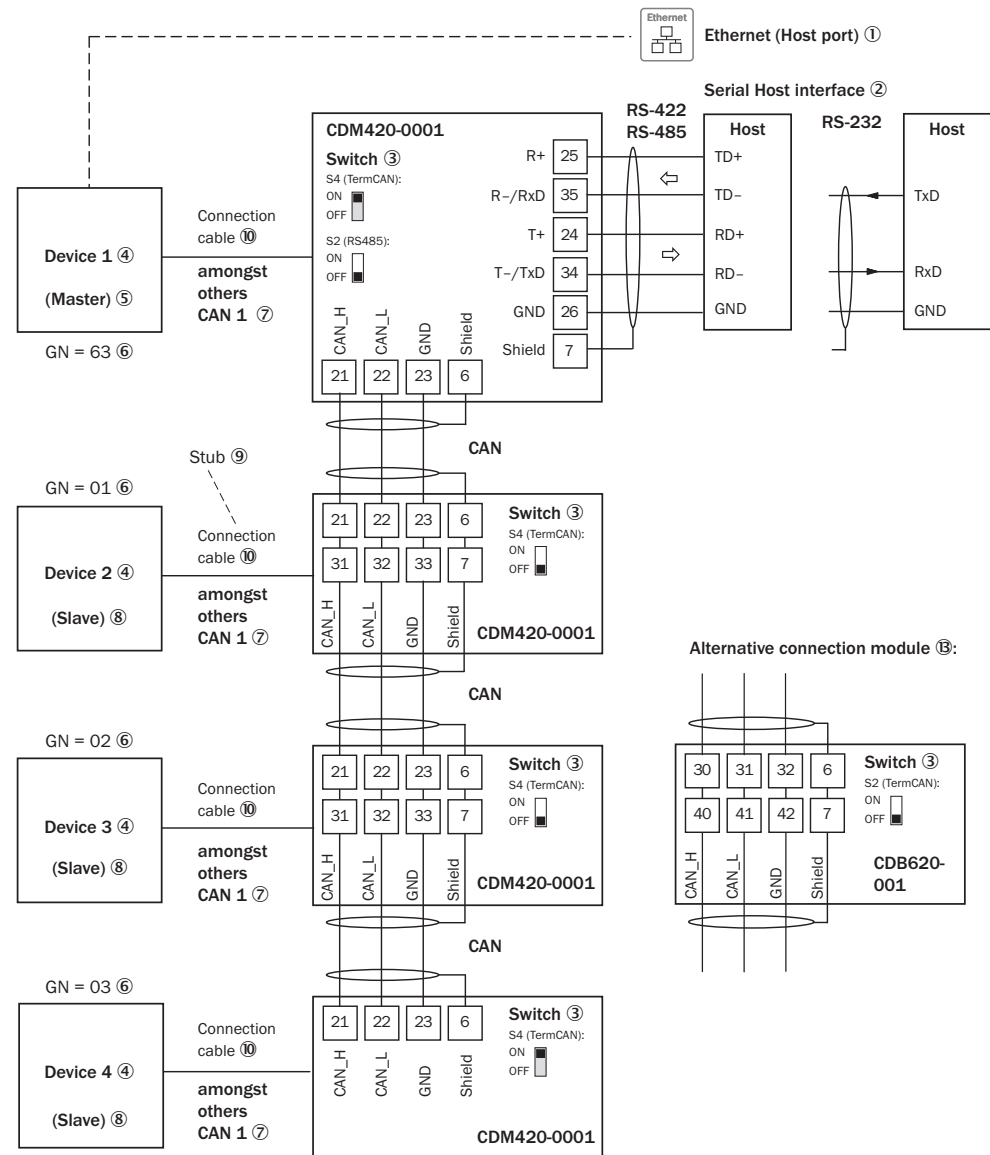 Ethernet
Ethernet (Host port) ①
Serial Host interface ②
RS-422
RS-485
RS-232
CDM420-0001
Switch ③
S4 (TermCAN):
ON
OFF
S2 (RS485):
ON
OFF
R+ 25
R–/RxD 35
T+ 24
T–/TxD 34
GND 26
Shield 7
Host
TD+
TD–
RD+
RD–
GND
Host
TxD
RxD
GND
Device 1 ④
(Master) ⑤
GN = 63 ⑥
Connection
cable ⑩
amongst
others
CAN 1 ⑦
CAN_H CAN_L GND Shield
21 22 23 6
CAN
Stub ⑨
GN = 01 ⑥
Device 2 ④
(Slave) ⑧
Connection
cable ⑩
amongst
others
CAN 1 ⑦
21 22 23 6
31 32 33 7
CAN_H CAN_L GND Shield
Switch ③
S4 (TermCAN):
ON
OFF
CDM420-0001
CAN
GN = 02 ⑥
Device 3 ④
(Slave) ⑧
Connection
cable ⑩
amongst
others
CAN 1 ⑦
21 22 23 6
31 32 33 7
CAN_H CAN_L GND Shield
Switch ③
S4 (TermCAN):
ON
OFF
CDM420-0001
CAN
GN = 03 ⑥
Device 4 ④
(Slave) ⑧
Connection
cable ⑩
amongst
others
CAN 1 ⑦
21 22 23 6
CAN_H CAN_L GND Shield
Switch ③
S4 (TermCAN):
ON
OFF
CDM420-0001
Alternative connection module ⑬:
30 31 32 6
40 41 42 7
CAN_H CAN_L GND Shield
Switch ③
S2 (TermCAN):
ON
OFF
CDB620-
001